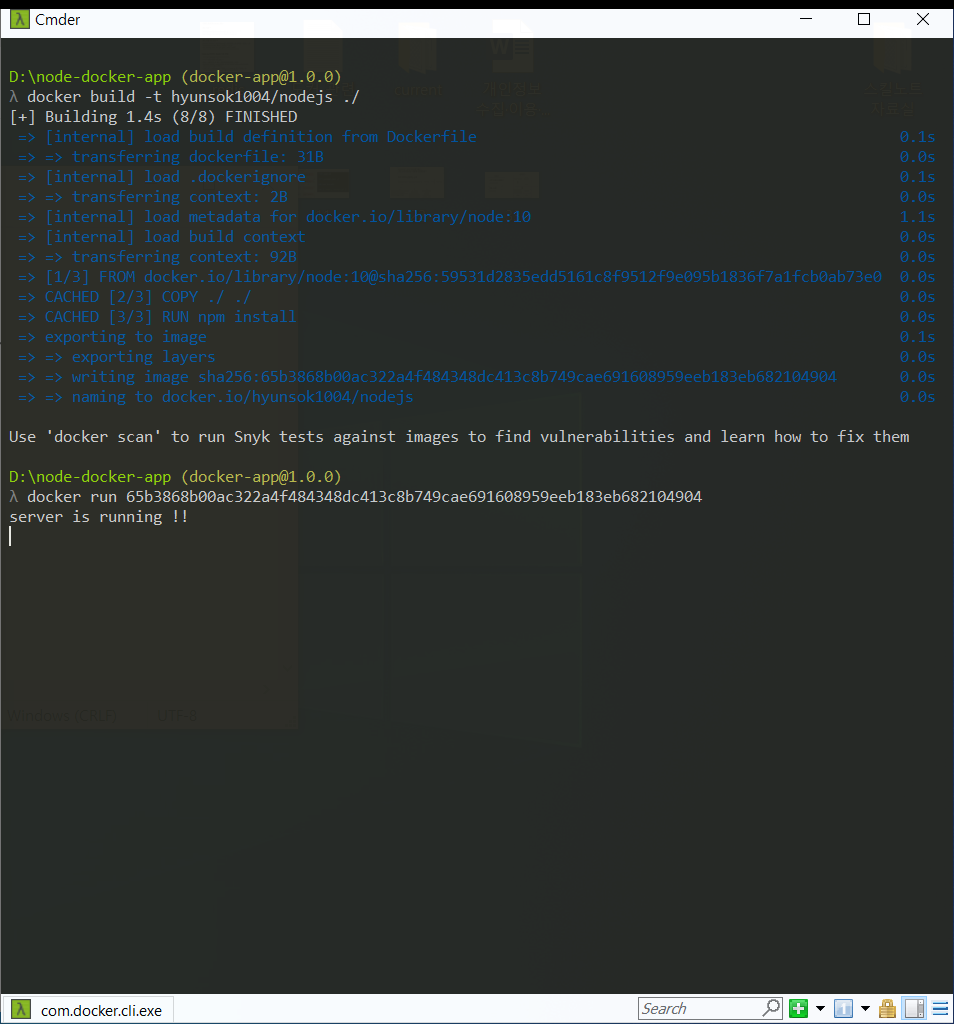 Cmder
D:\node-docker-app (docker-app@1.0.0)
λ docker build -t hyunsok1004/nodejs ./
[+] Building 1.4s (8/8) FINISHED
=> [internal] load build definition from Dockerfile 0.1s
=> => transferring dockerfile: 31B 0.0s
=> [internal] load .dockerignore 0.1s
=> => transferring context: 2B 0.0s
=> [internal] load metadata for docker.io/library/node:10 1.1s
=> [internal] load build context 0.0s
=> => transferring context: 92B 0.0s
=> [1/3] FROM docker.io/library/node:10@sha256:59531d2835edd5161c8f9512f9e095b1836f7a1fcb0ab73e0 0.0s
=> CACHED [2/3] COPY ./ ./ 0.0s
=> CACHED [3/3] RUN npm install 0.0s
=> exporting to image 0.1s
=> => exporting layers 0.0s
=> => writing image sha256:65b3868b00ac322a4f484348dc413c8b749cae691608959eeb183eb682104904 0.0s
=> => naming to docker.io/hyunsok1004/nodejs 0.0s
Use 'docker scan' to run Snyk tests against images to find vulnerabilities and learn how to fix them
D:\node-docker-app (docker-app@1.0.0)
λ docker run 65b3868b00ac322a4f484348dc413c8b749cae691608959eeb183eb682104904
server is running !!
Windows (CRLF) UTF-8
com.docker.cli.exe
Search